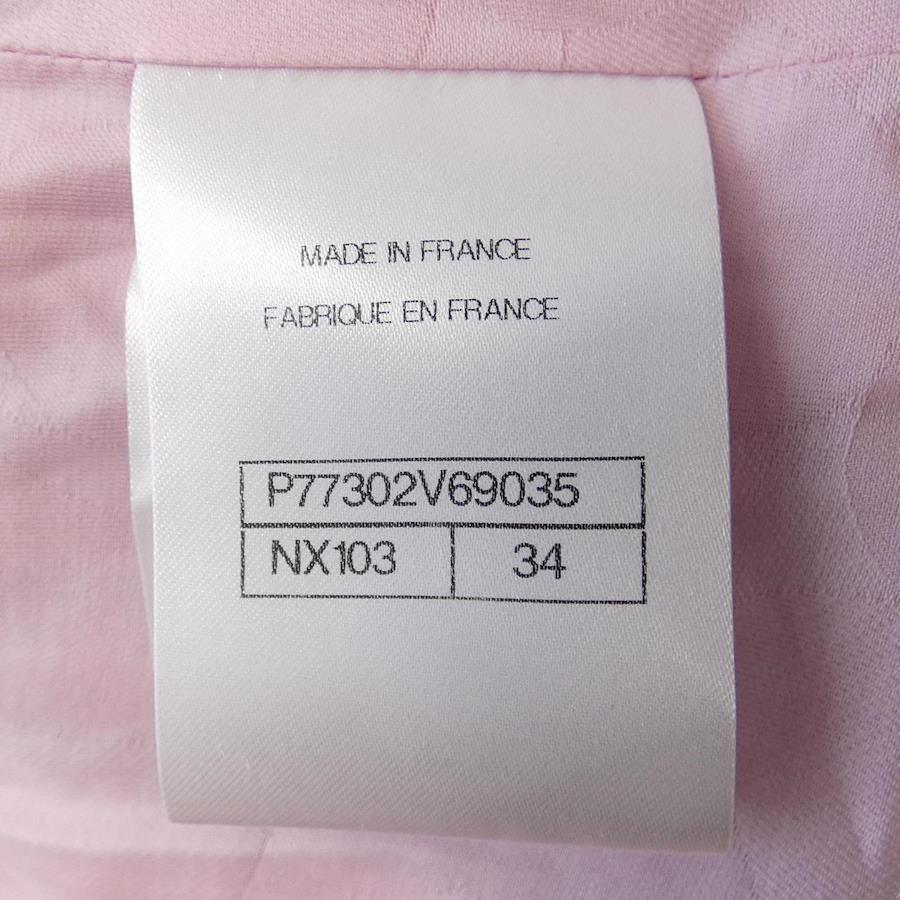 MADE IN FRANCE
FABRIQUE EN FRANCE
P77302V69035
NX103 34